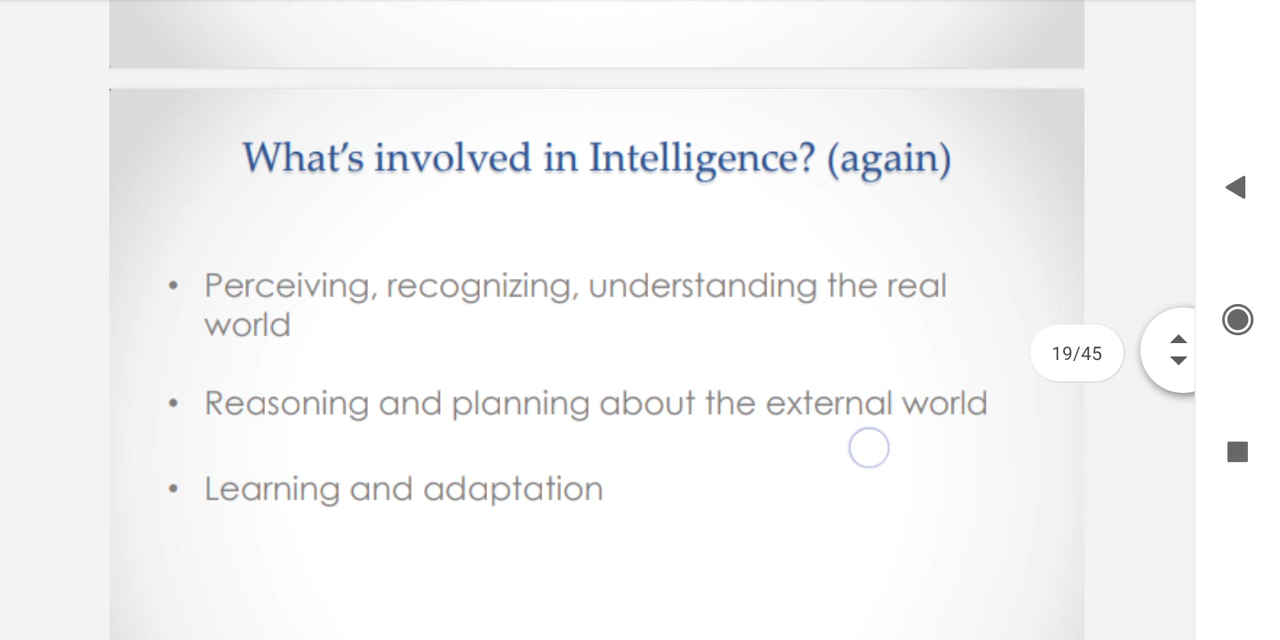 What's involved in Intelligence? (again)
• Perceiving, recognizing, understanding the real
world
• Reasoning and planning about the external world
• Learning and adaptation
19/45